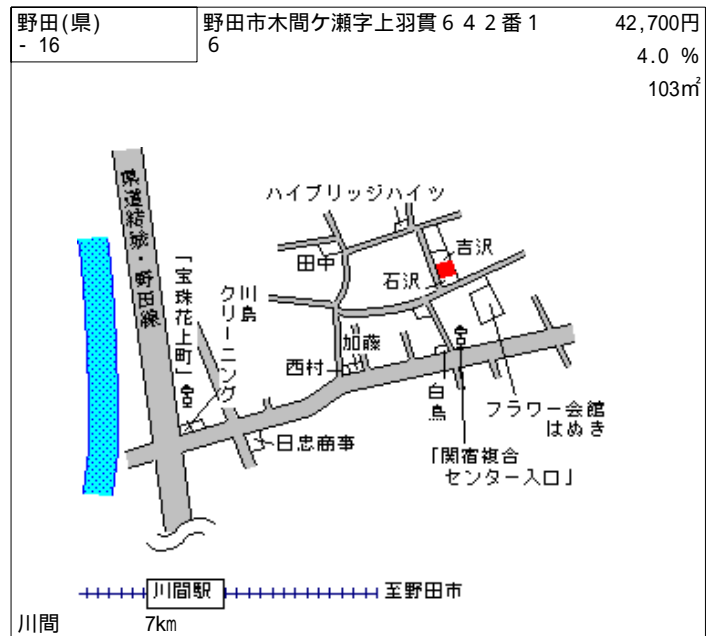 野田(県)
- 16
野田市木間ケ瀬字上羽貫６４２番１
６
42,700円
4.0 %
103㎡
県道結城・野田線
「宝珠花上町」
川島
クリーニング
ハイブリッジハイツ
田中
吉沢
石沢
加藤
西村
白鳥
フラワー会館
はぬき
日忠商事
「関宿複合
センター入口」
川間駅
至野田市
川間
7km